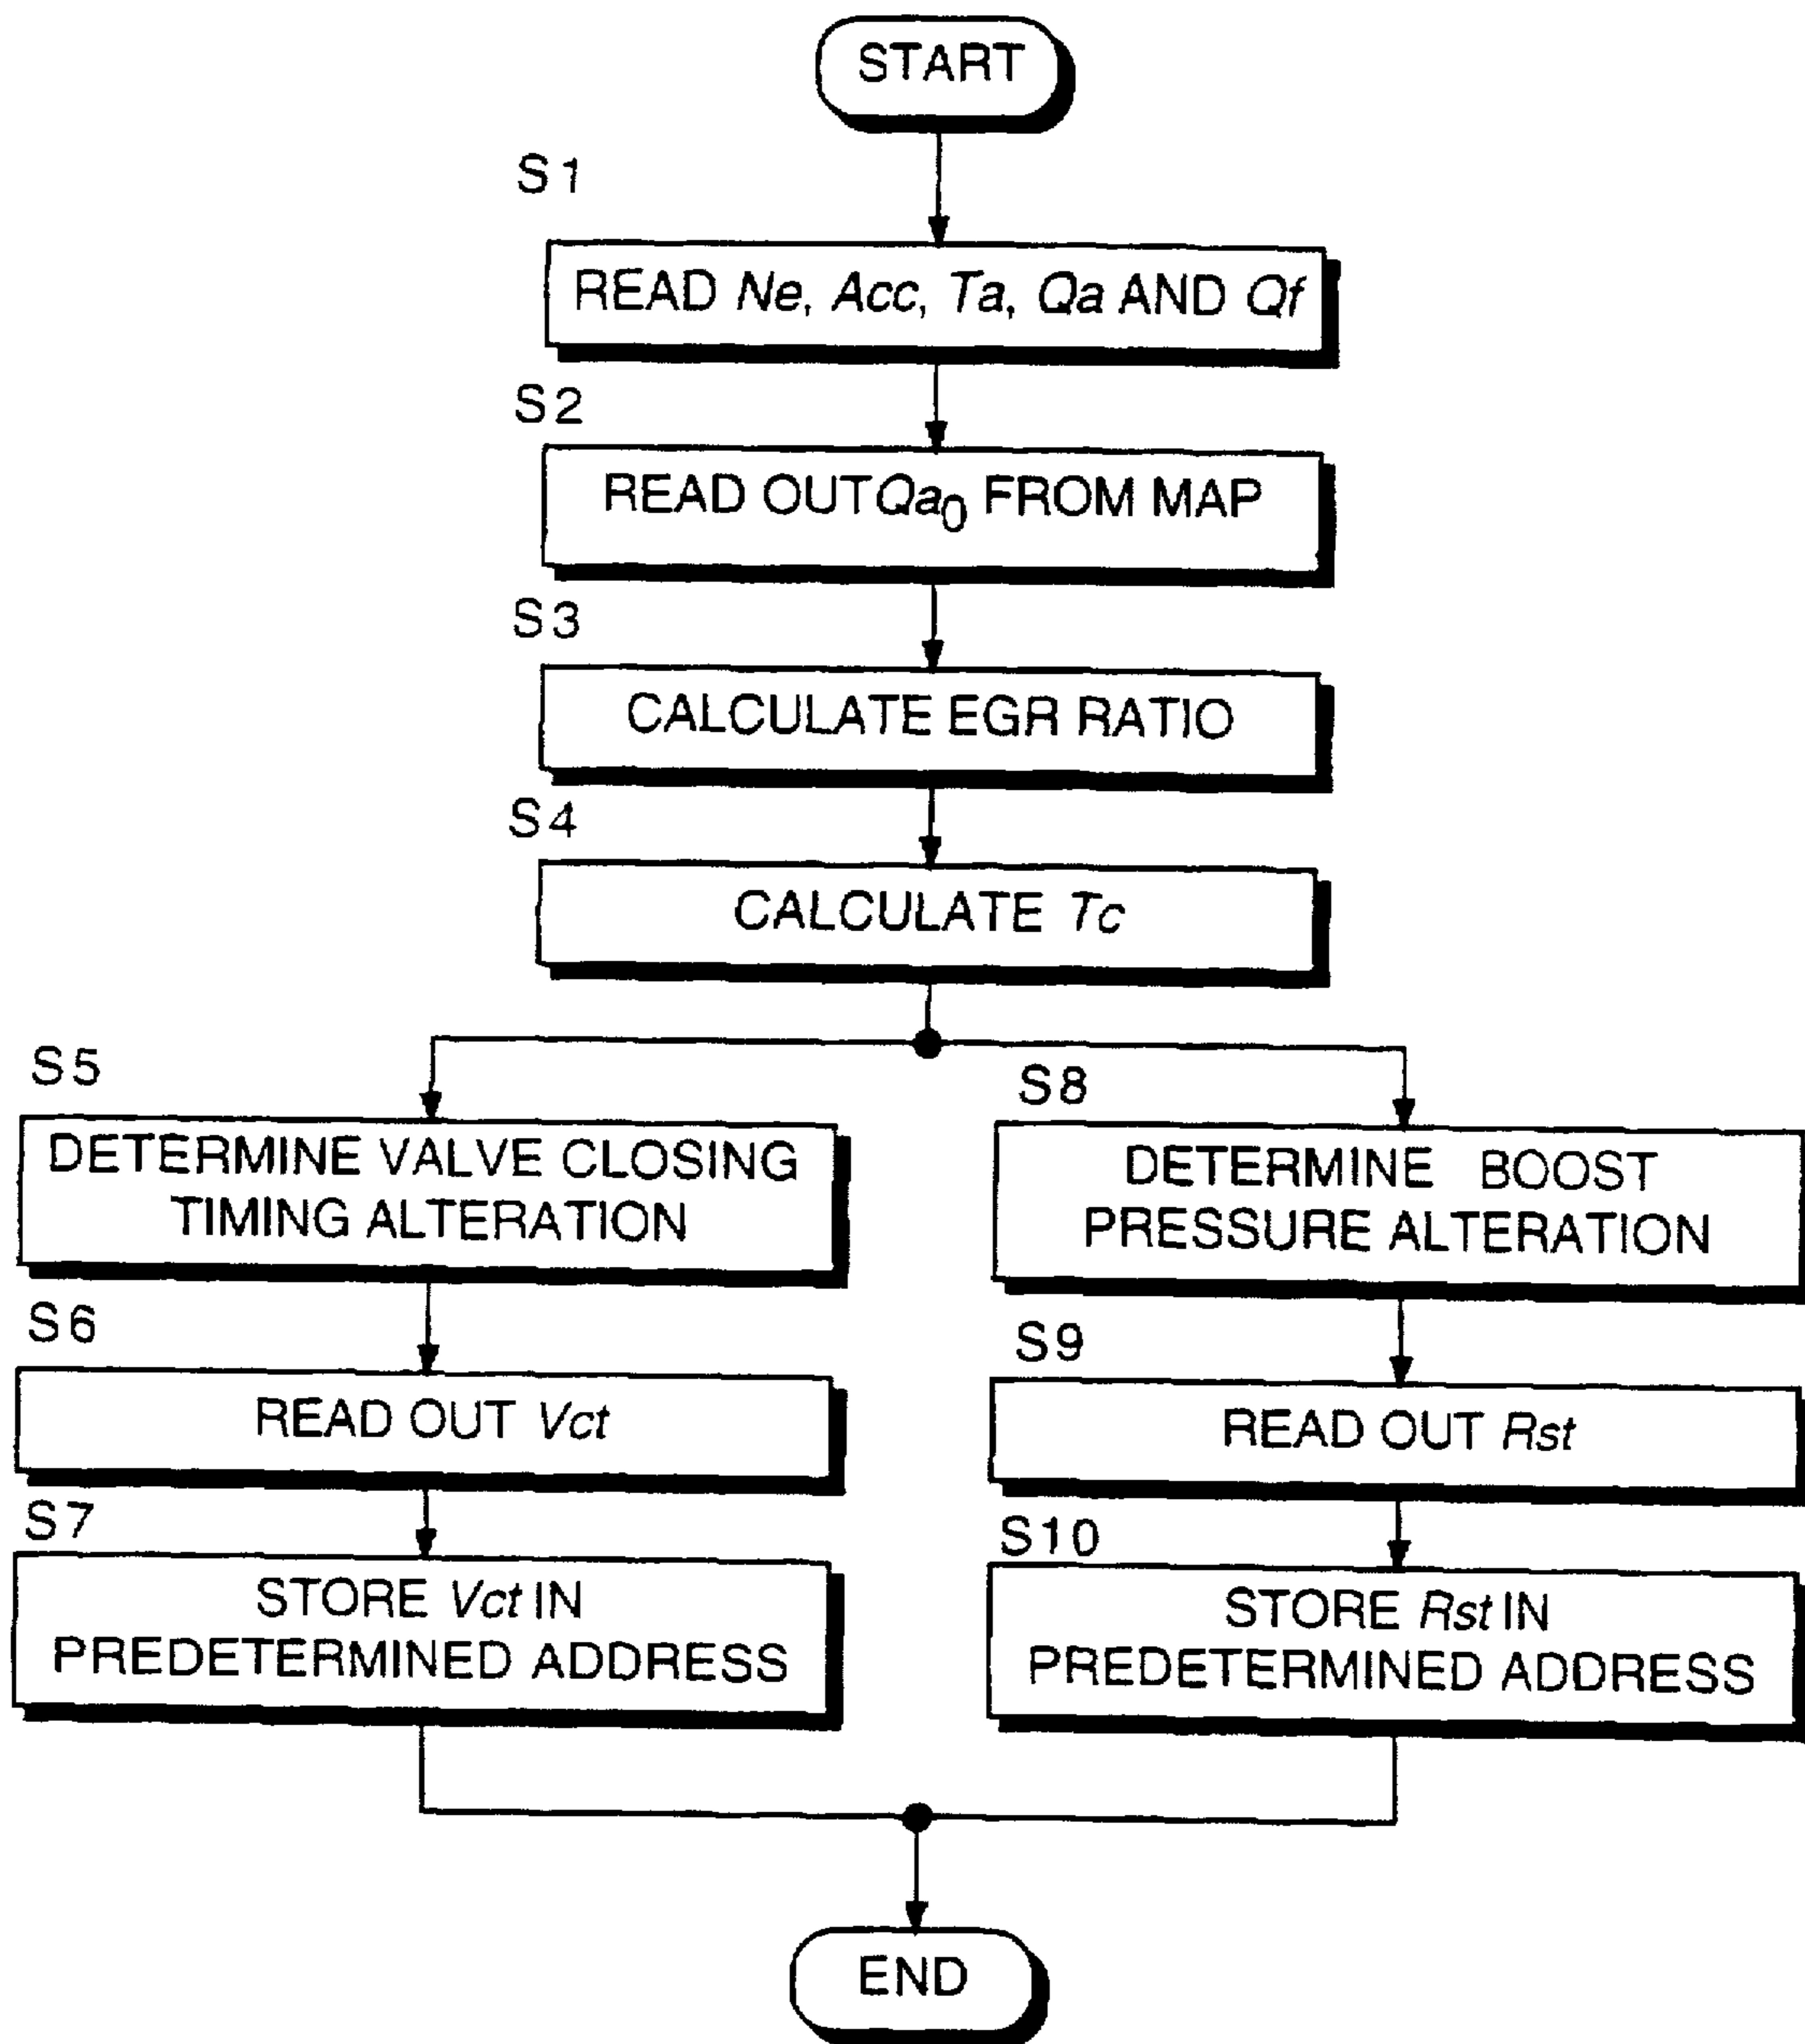 START
S1
READ Ne, Acc, Ta, Qa AND Qf
S2
READ OUT Qa0 FROM MAP
S3
CALCULATE EGR RATIO
S4
CALCULATE Tc
S5
DETERMINE VALVE CLOSING
TIMING ALTERATION
S6
READ OUT Vct
S7
STORE Vct IN
PREDETERMINED ADDRESS
S8
DETERMINE BOOST
PRESSURE ALTERATION
S9
READ OUT Rst
S10
STORE Rst IN
PREDETERMINED ADDRESS
END